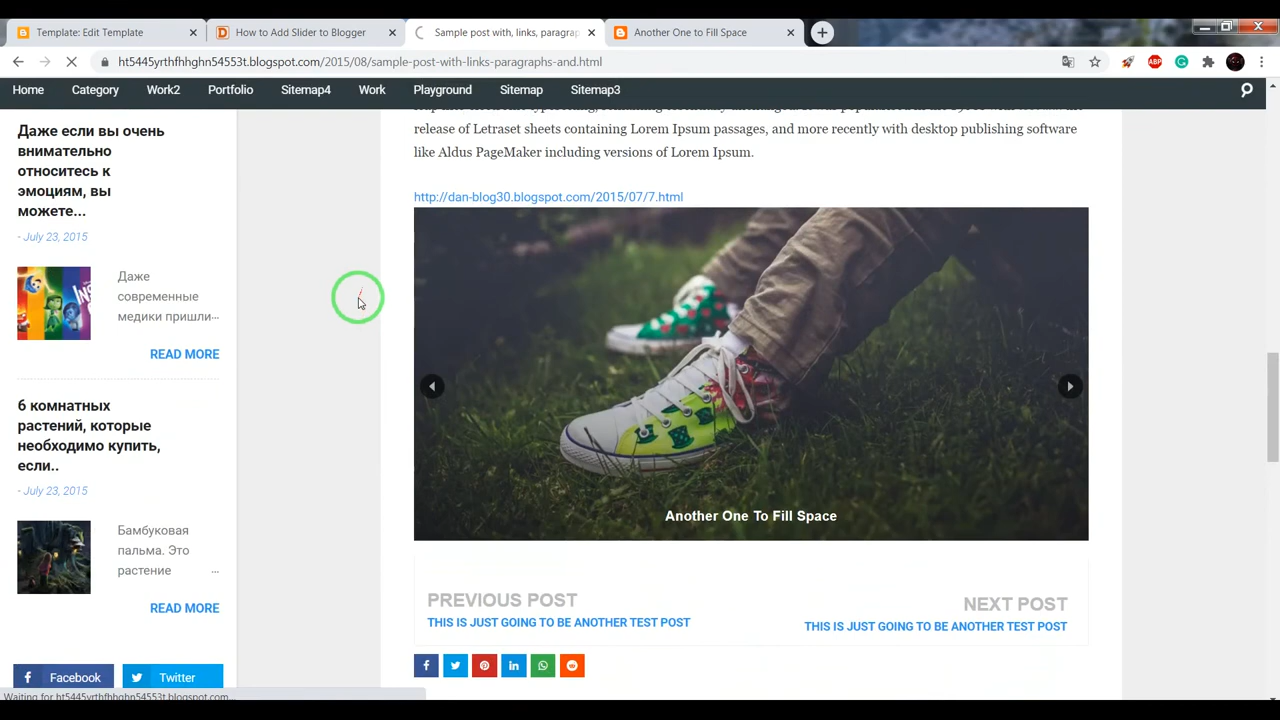 Template: Edit Template
How to Add Slider to Blogger
Sample post with, links, paragrap
Another One to Fill Space
ht5445yrthfhhghn54553t.blogspot.com/2015/08/sample-post-with-links-paragraphs-and.html
ABP
Home
Category
Work2
Portfolio
Sitemap4
Work
Playground
Sitemap
Sitemap3
Даже если вы очень
внимательно
относитесь к
эмоциям, вы
можете...
- July 23, 2015
Даже
современные
медики пришли...
READ MORE
6 комнатных
растений, которые
необходимо купить,
если..
- July 23, 2015
Бамбуковая
пальма. Это
растение ...
READ MORE
Facebook
Twitter
release of Letraset sheets containing Lorem Ipsum passages, and more recently with desktop publishing software
like Aldus PageMaker including versions of Lorem Ipsum.
http://dan-blog30.blogspot.com/2015/07/7.html
Another One To Fill Space
PREVIOUS POST
THIS IS JUST GOING TO BE ANOTHER TEST POST
NEXT POST
THIS IS JUST GOING TO BE ANOTHER TEST POST
Waiting for ht5445yrthfhhghn54553t.blogspot.com...